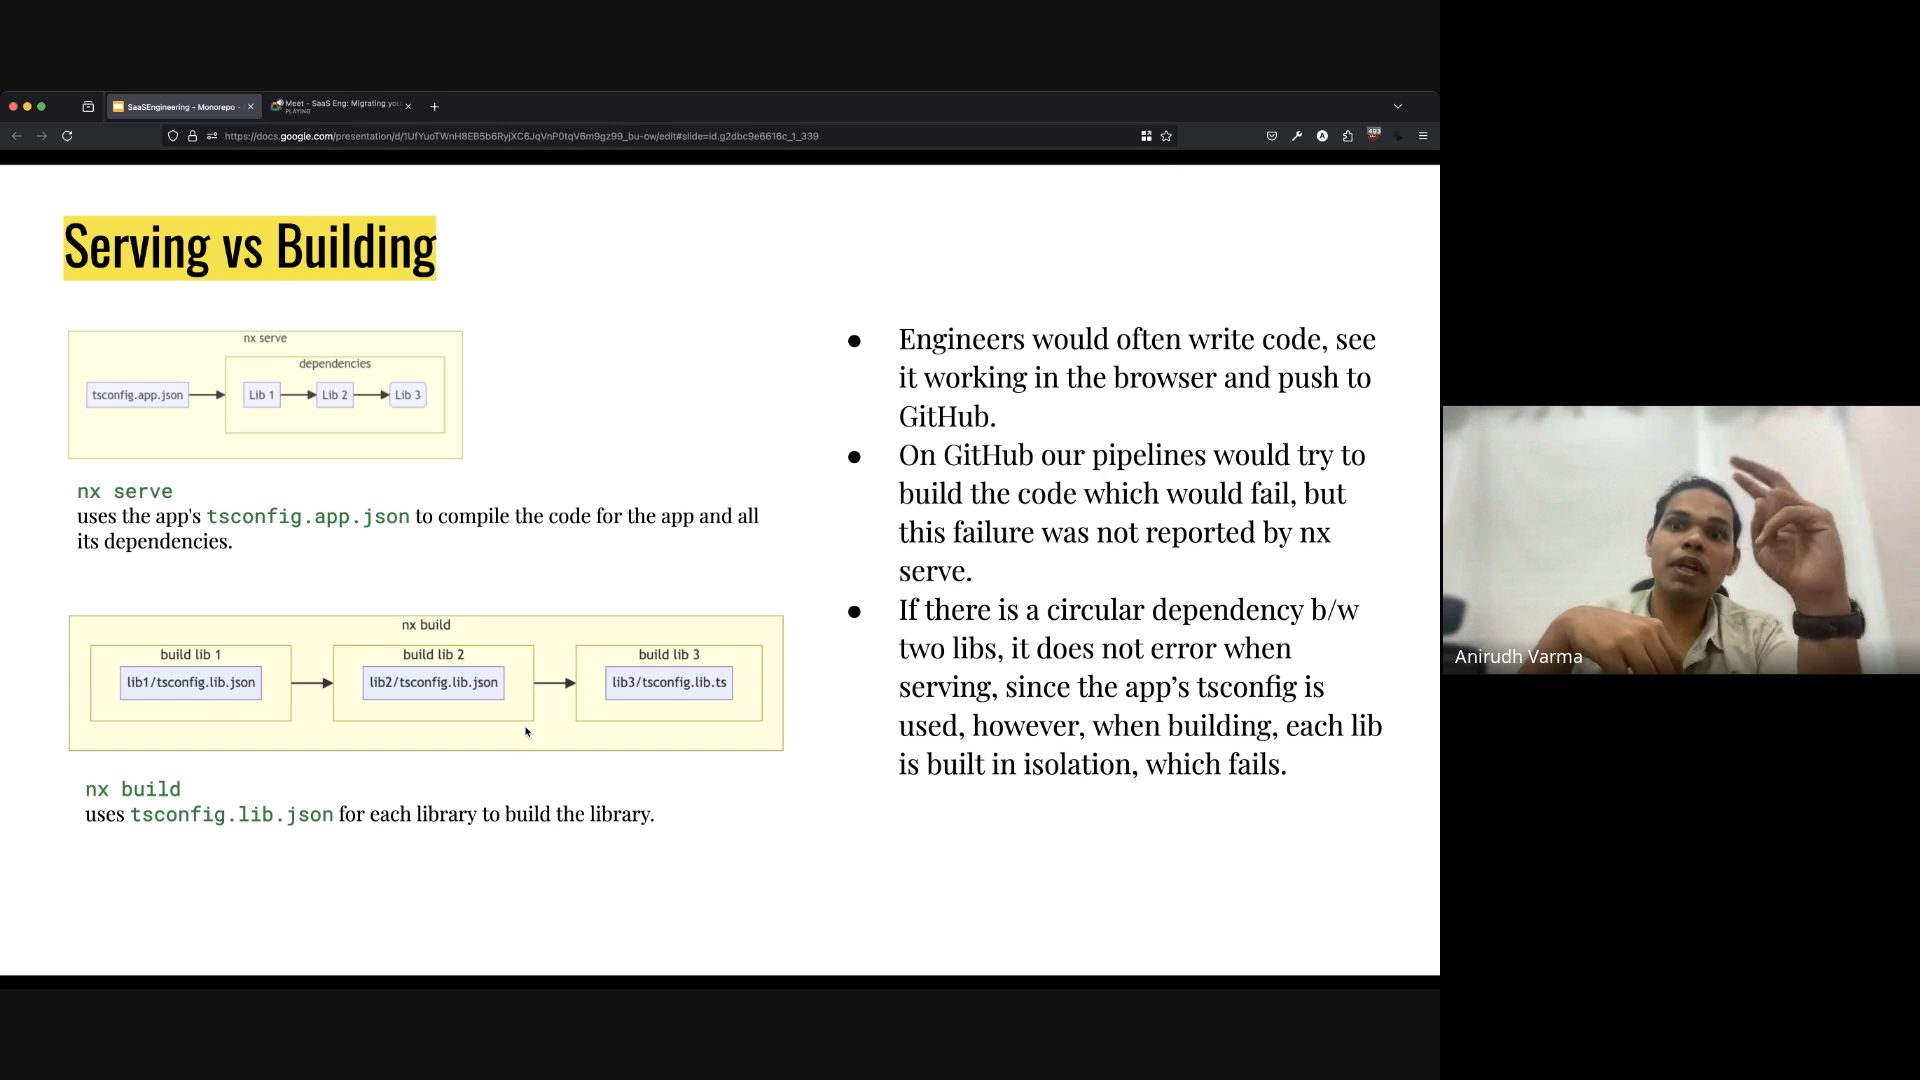 SaaSEngineering - Monorepo -
Meet - SaaS Eng: Migrating you
PLAYING
https://docs.google.com/presentation/d/1UfYuoTWnH8EB5b6RyjXC6JqVnP0tqV6m9gz99_bu-ow/edit#slide=id.g2dbc9e6616c_1_339
Serving vs Building
nx serve
dependencies
tsconfig.app.json
Lib 1
Lib 2
Lib 3
nx serve
uses the app's tsconfig.app.json to compile the code for the app and all
its dependencies.
nx build
build lib 1
build lib 2
build lib 3
lib1/tsconfig.lib.json
lib2/tsconfig.lib.json
lib3/tsconfig.lib.ts
nx build
uses tsconfig.lib.json for each library to build the library.
● Engineers would often write code, see
it working in the browser and push to
GitHub.
● On GitHub our pipelines would try to
build the code which would fail, but
this failure was not reported by nx
serve.
● If there is a circular dependency b/w
two libs, it does not error when
serving, since the app’s tsconfig is
used, however, when building, each lib
is built in isolation, which fails.
Anirudh Varma